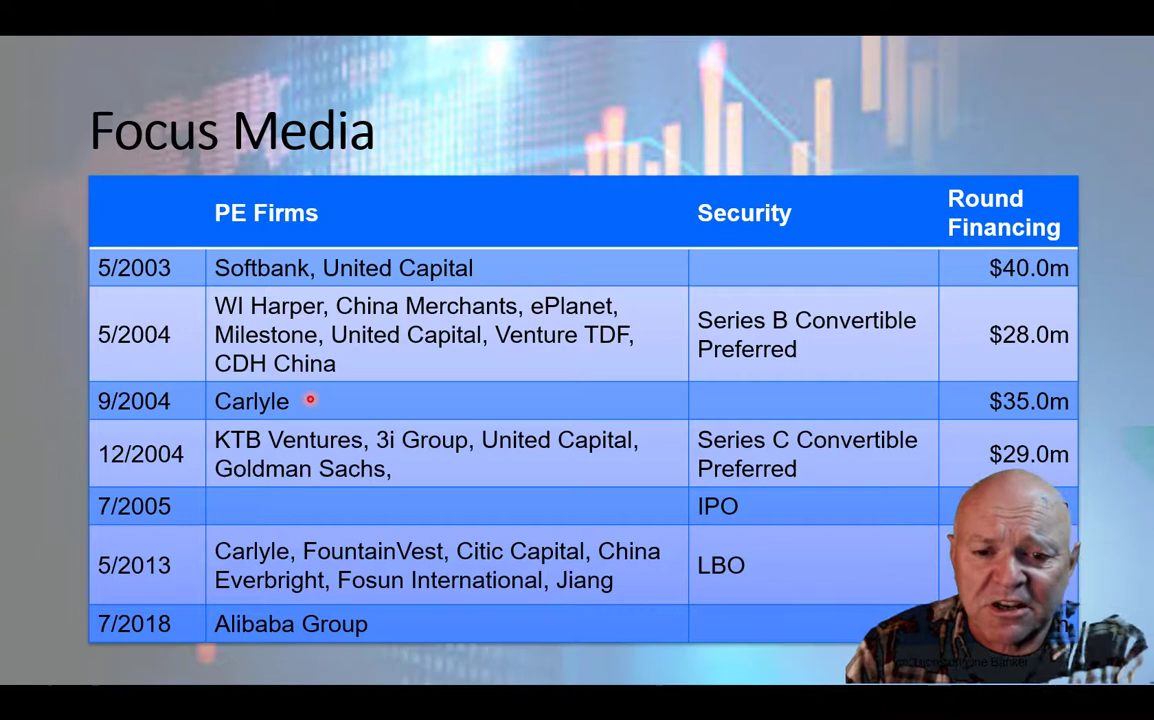 Focus Media
PE Firms
Security
Round
Financing
5/2003
Softbank, United Capital
$40.0m
5/2004
WI Harper, China Merchants, ePlanet,
Milestone, United Capital, Venture TDF,
CDH China
Series B Convertible
Preferred
$28.0m
9/2004
Carlyle
$35.0m
12/2004
KTB Ventures, 3i Group, United Capital,
Goldman Sachs,
Series C Convertible
Preferred
$29.0m
7/2005
IPO
5/2013
Carlyle, FountainVest, Citic Capital, China
Everbright, Fosun International, Jiang
LBO
7/2018
Alibaba Group
Banker